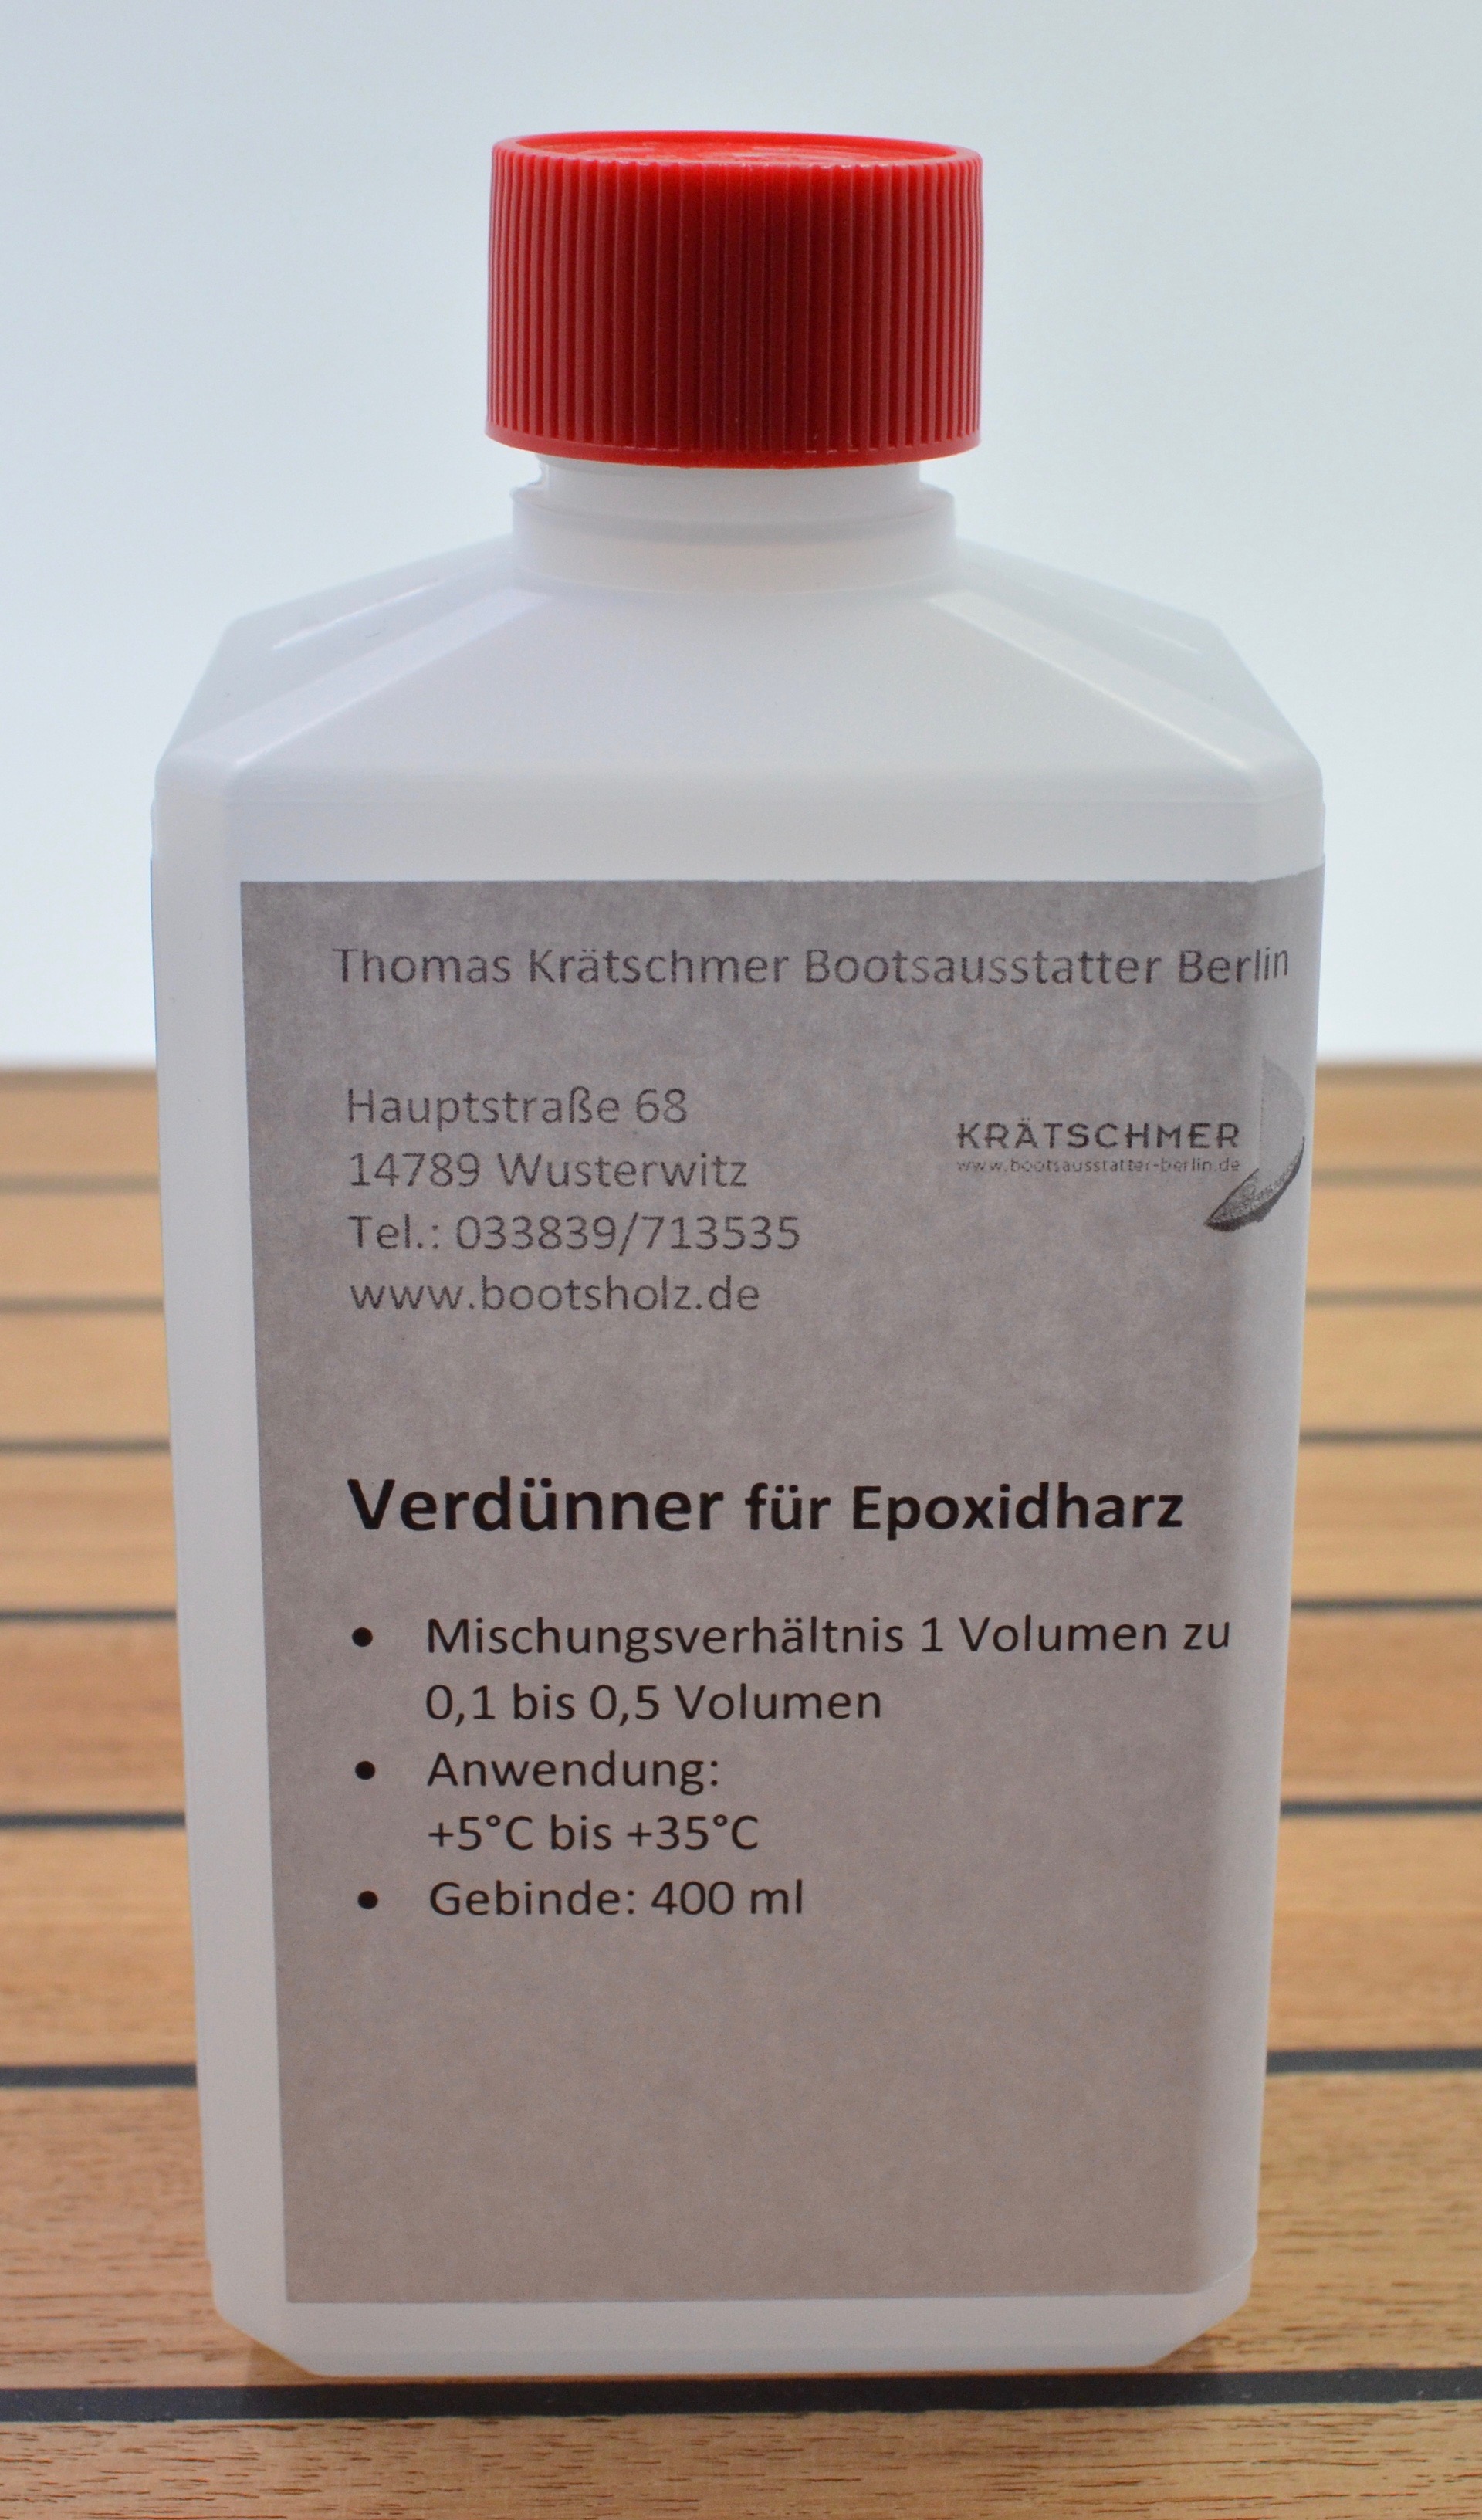 Thomas Krätschmer Bootsausstatter Berlin
Hauptstraße 68
14789 Wusterwitz
Tel.: 033839/713535
www.bootsholz.de
KRÄTSCHMER
www.bootsausstatter-berlin.de
Verdünner für Epoxidharz
• Mischungsverhältnis 1 Volumen zu
0,1 bis 0,5 Volumen
• Anwendung:
+5°C bis +35°C
• Gebinde: 400 ml